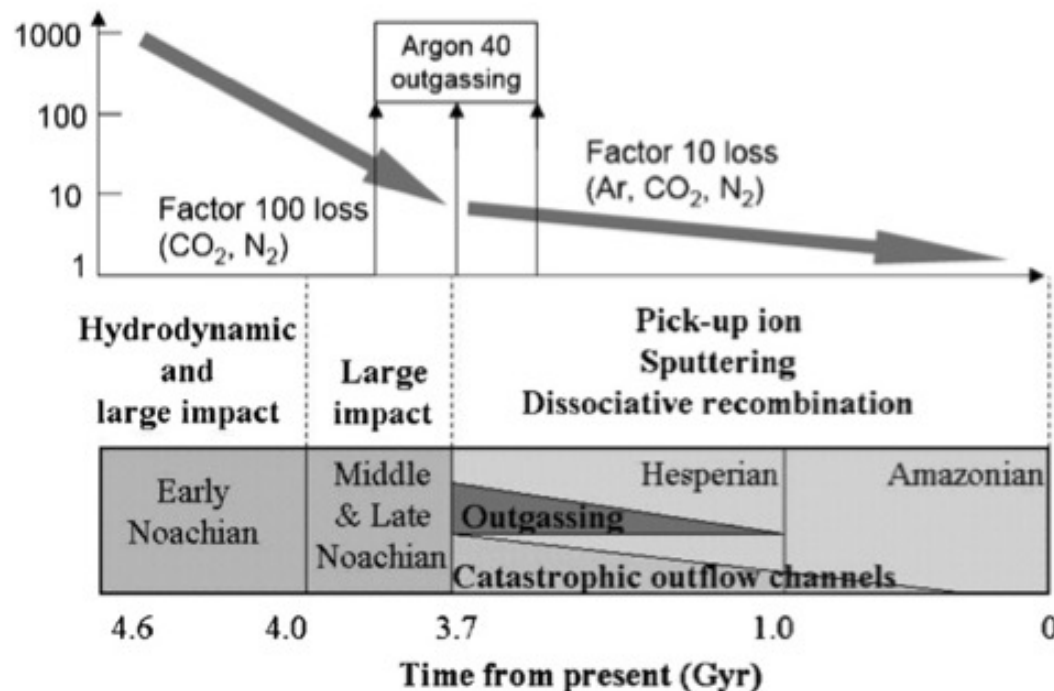 1000
100
10
1
Argon 40
outgassing
Factor 100 loss
(CO₂, N₂)
Factor 10 loss
(Ar, CO₂, N₂)
Hydrodynamic
and
large impact
Large
impact
Pick-up ion
Sputtering
Dissociative recombination
Early
Noachian
Middle
& Late
Noachian
Hesperian
Amazonian
Outgassing
Catastrophic outflow channels
4.6 4.0 3.7 1.0 0
Time from present (Gyr)